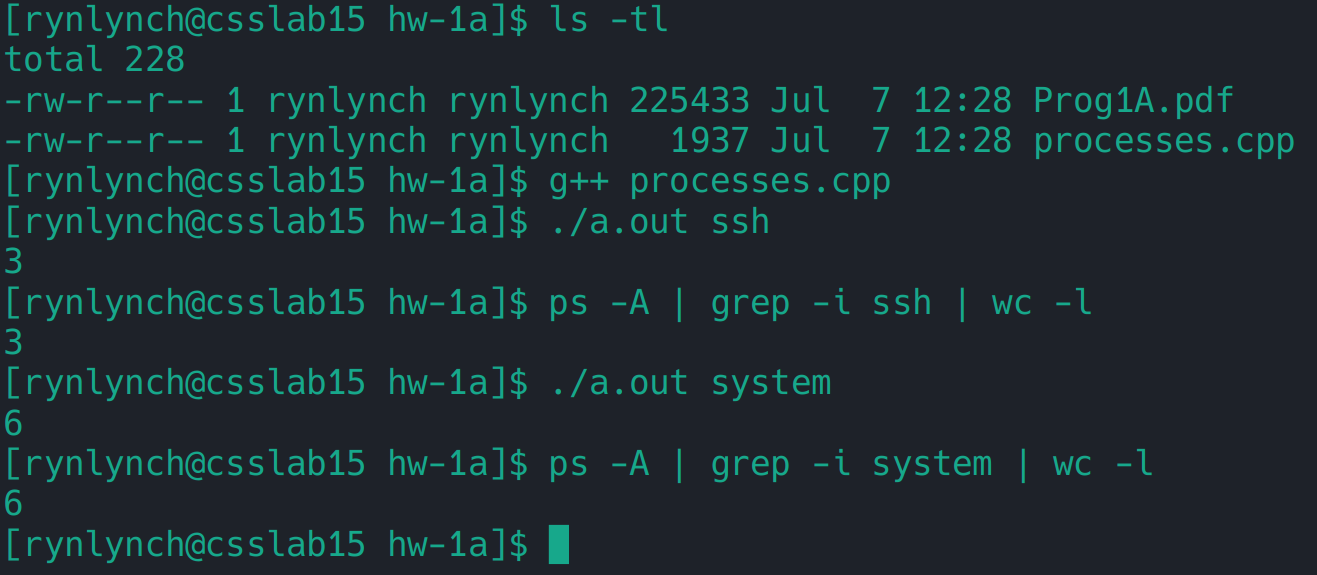 [rynlynch@csslab15 hw-1a]$ ls -tl
total 228
-rw-r--r-- 1 rynlynch rynlynch 225433 Jul  7 12:28 Prog1A.pdf
-rw-r--r-- 1 rynlynch rynlynch   1937 Jul  7 12:28 processes.cpp
[rynlynch@csslab15 hw-1a]$ g++ processes.cpp
[rynlynch@csslab15 hw-1a]$ ./a.out ssh
3
[rynlynch@csslab15 hw-1a]$ ps -A | grep -i ssh | wc -l
3
[rynlynch@csslab15 hw-1a]$ ./a.out system
6
[rynlynch@csslab15 hw-1a]$ ps -A | grep -i system | wc -l
6
[rynlynch@csslab15 hw-1a]$